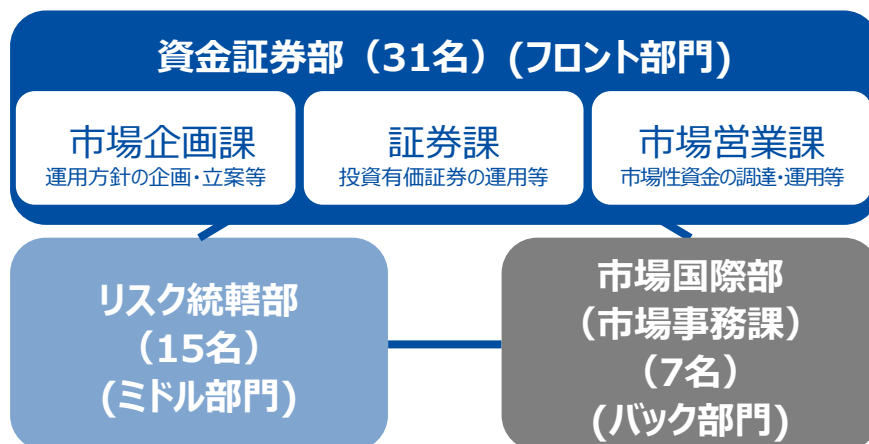 資金証券部（31名）(フロント部門)
市場企画課
運用方針の企画・立案等
証券課
投資有価証券の運用等
市場営業課
市場性資金の調達・運用等
リスク統轄部
（15名）
(ミドル部門)
市場国際部
（市場事務課）
（7名）
(バック部門)